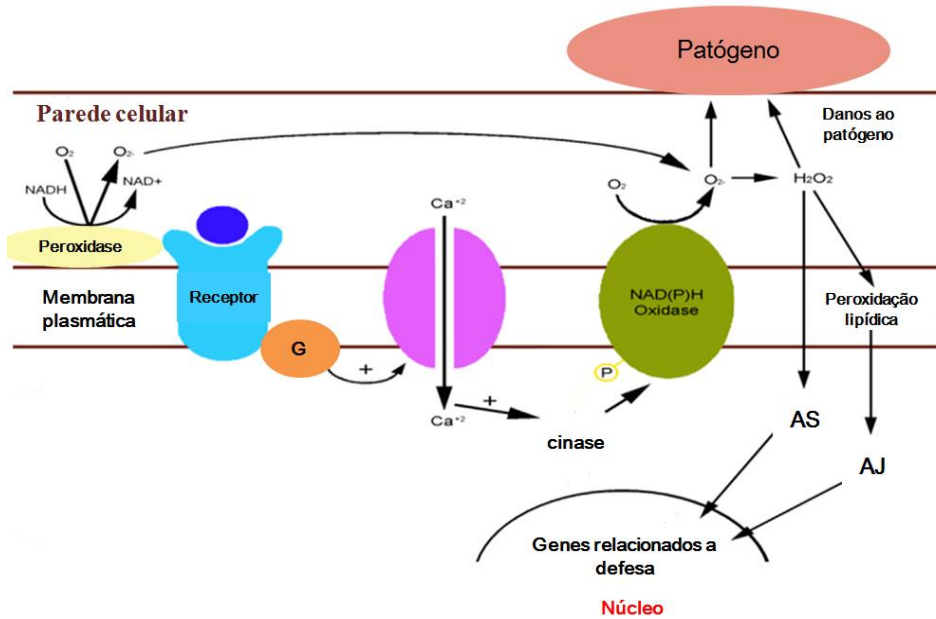 Patógeno
Parede celular
Danos ao
patógeno
O₂
O₂-
NADH
NAD+
Peroxidase
Ca⁺²
O₂
O₂-
H₂O₂
Membrana
plasmática
Receptor
G
+
NAD(P)H
Oxidase
P
Peroxidação
lipídica
Ca⁺²
+
cinase
AS
AJ
Genes relacionados a
defesa
Núcleo